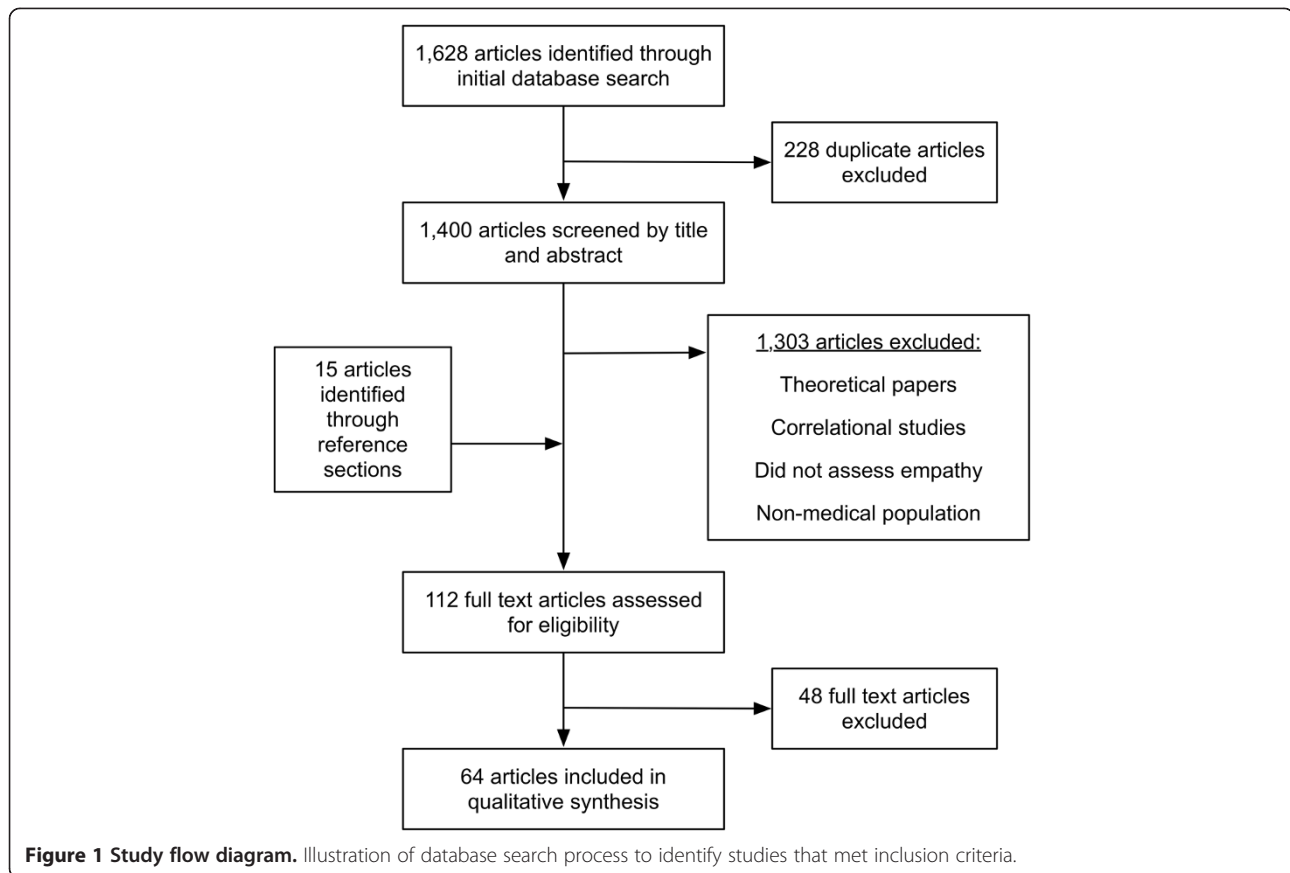 1,628 articles identified through
initial database search
228 duplicate articles
excluded
1,400 articles screened by title
and abstract
15 articles
identified
through
reference
sections
1,303 articles excluded:
Theoretical papers
Correlational studies
Did not assess empathy
Non-medical population
112 full text articles assessed
for eligibility
48 full text articles
excluded
64 articles included in
qualitative synthesis
Figure 1 Study flow diagram. Illustration of database search process to identify studies that met inclusion criteria.